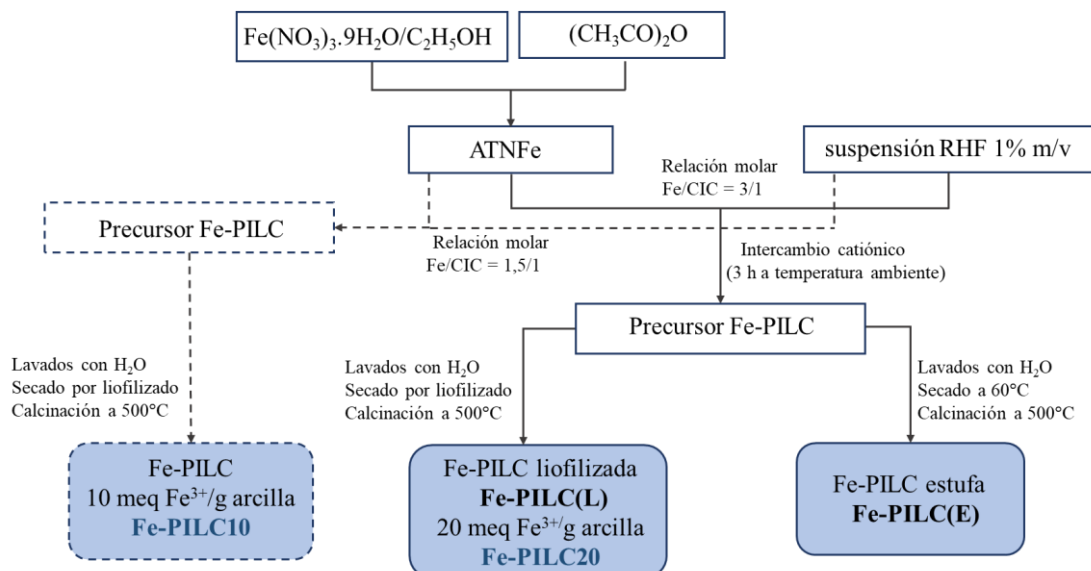 Fe(NO₃)₃.9H₂O/C₂H₅OH
(CH₃CO)₂O
ATNFe
suspensión RHF 1% m/v
Relación molar
Fe/CIC = 3/1
Precursor Fe-PILC
Relación molar
Fe/CIC = 1,5/1
Intercambio catiónico
(3 h a temperatura ambiente)
Precursor Fe-PILC
Lavados con H₂O
Secado por liofilizado
Calcinación a 500°C
Lavados con H₂O
Secado por liofilizado
Calcinación a 500°C
Lavados con H₂O
Secado a 60°C
Calcinación a 500°C
Fe-PILC
10 meq Fe³⁺/g arcilla
Fe-PILC10
Fe-PILC liofilizada
Fe-PILC(L)
20 meq Fe³⁺/g arcilla
Fe-PILC20
Fe-PILC estufa
Fe-PILC(E)